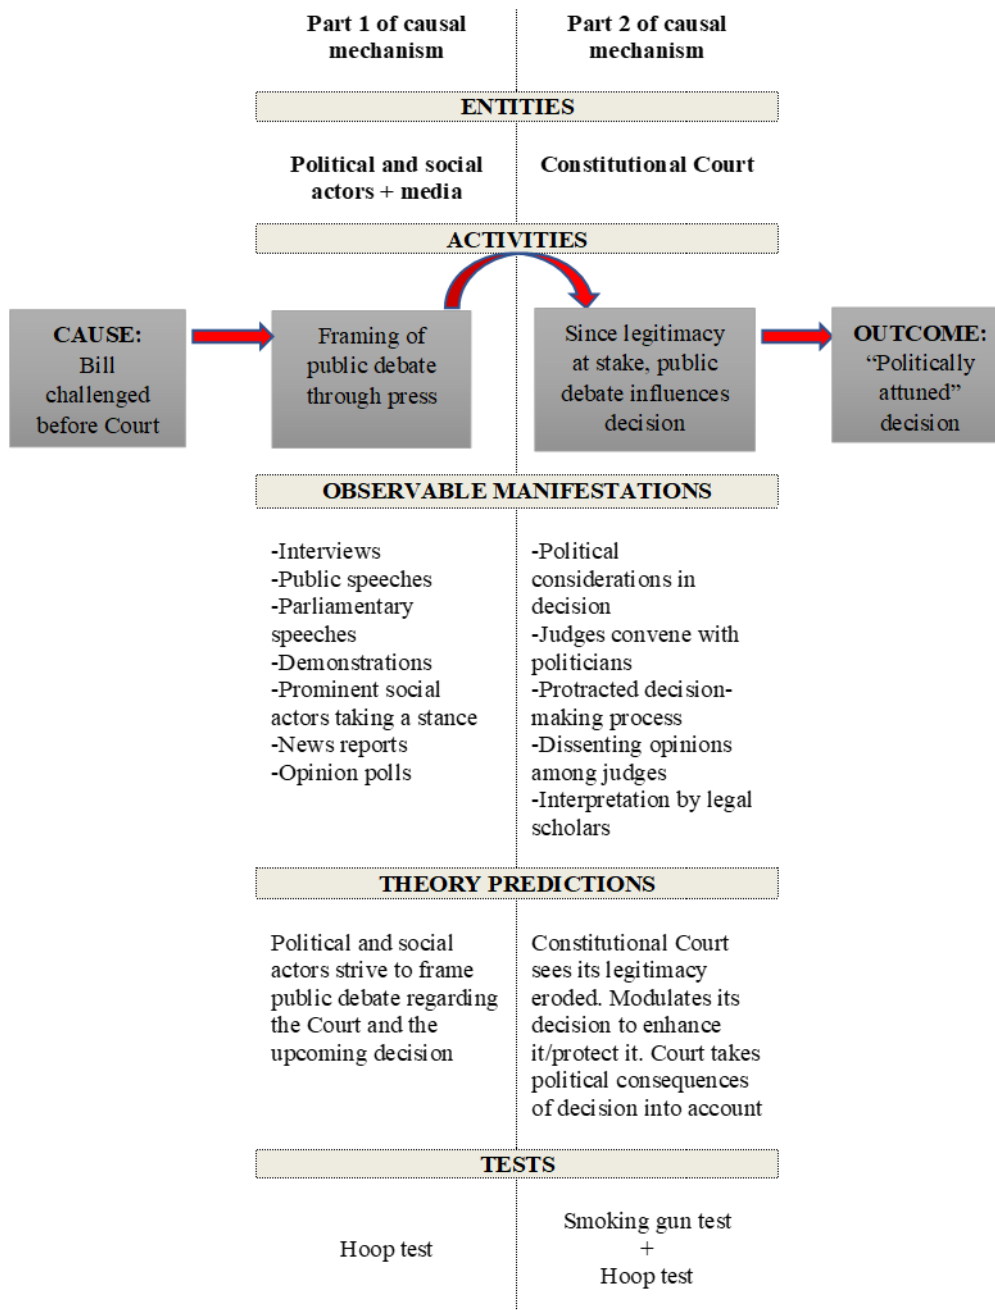 Part 1 of causal
mechanism
Part 2 of causal
mechanism
ENTITIES
Political and social
actors + media
Constitutional Court
ACTIVITIES
CAUSE:
Bill
challenged
before Court
Framing of
public debate
through press
Since legitimacy
at stake, public
debate influences
decision
OUTCOME:
“Politically
attuned”
decision
OBSERVABLE MANIFESTATIONS
-Interviews
-Public speeches
-Parliamentary
speeches
-Demonstrations
-Prominent social
actors taking a stance
-News reports
-Opinion polls
-Political
considerations in
decision
-Judges convene with
politicians
-Protracted decision-
making process
-Dissenting opinions
among judges
-Interpretation by legal
scholars
THEORY PREDICTIONS
Political and social
actors strive to frame
public debate regarding
the Court and the
upcoming decision
Constitutional Court
sees its legitimacy
eroded. Modulates its
decision to enhance
it/protect it. Court takes
political consequences
of decision into account
TESTS
Hoop test
Smoking gun test
+
Hoop test